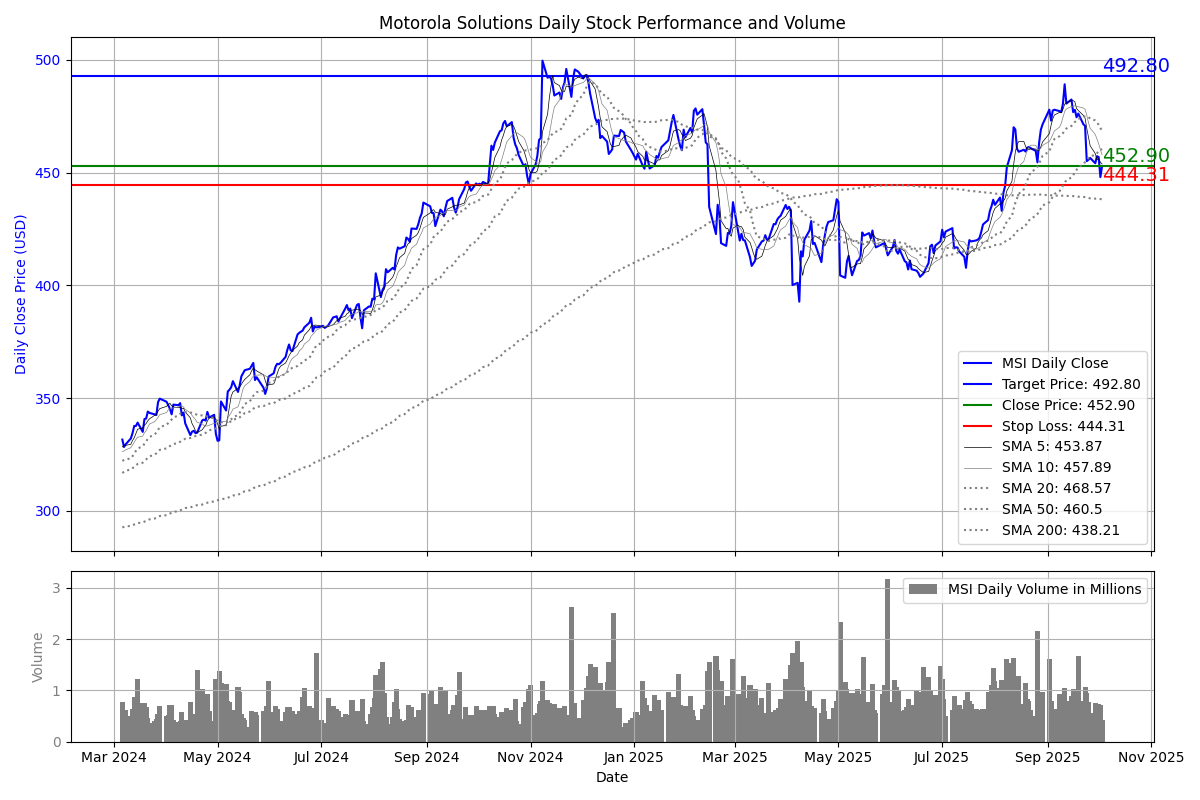 Motorola Solutions Daily Stock Performance and Volume
500
450
400
350
300
Daily Close Price (USD)
492.80
452.90
444.31
MSI Daily Close
Target Price: 492.80
Close Price: 452.90
Stop Loss: 444.31
SMA 5: 453.87
SMA 10: 457.89
SMA 20: 468.57
SMA 50: 460.5
SMA 200: 438.21
3
2
1
0
Volume
MSI Daily Volume in Millions
Mar 2024 May 2024 Jul 2024 Sep 2024 Nov 2024 Jan 2025 Mar 2025 May 2025 Jul 2025 Sep 2025 Nov 2025
Date